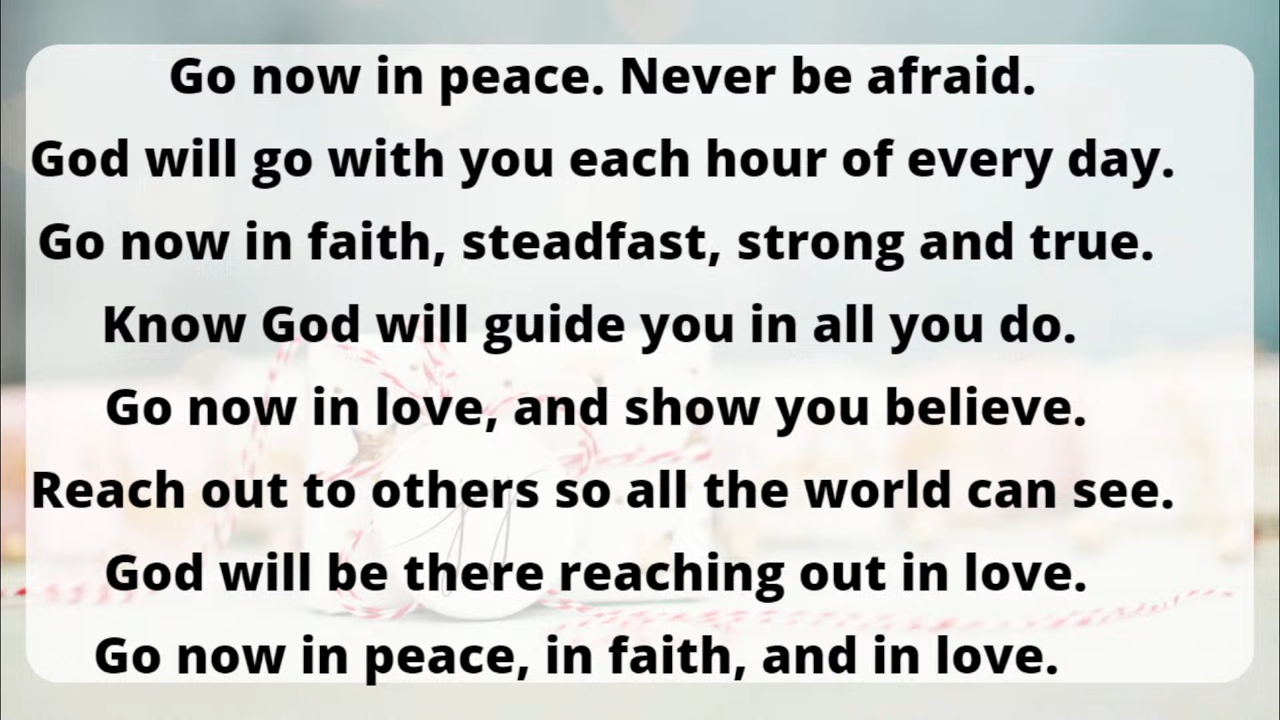 Go now in peace. Never be afraid.
God will go with you each hour of every day.
Go now in faith, steadfast, strong and true.
Know God will guide you in all you do.
Go now in love, and show you believe.
Reach out to others so all the world can see.
God will be there reaching out in love.
Go now in peace, in faith, and in love.